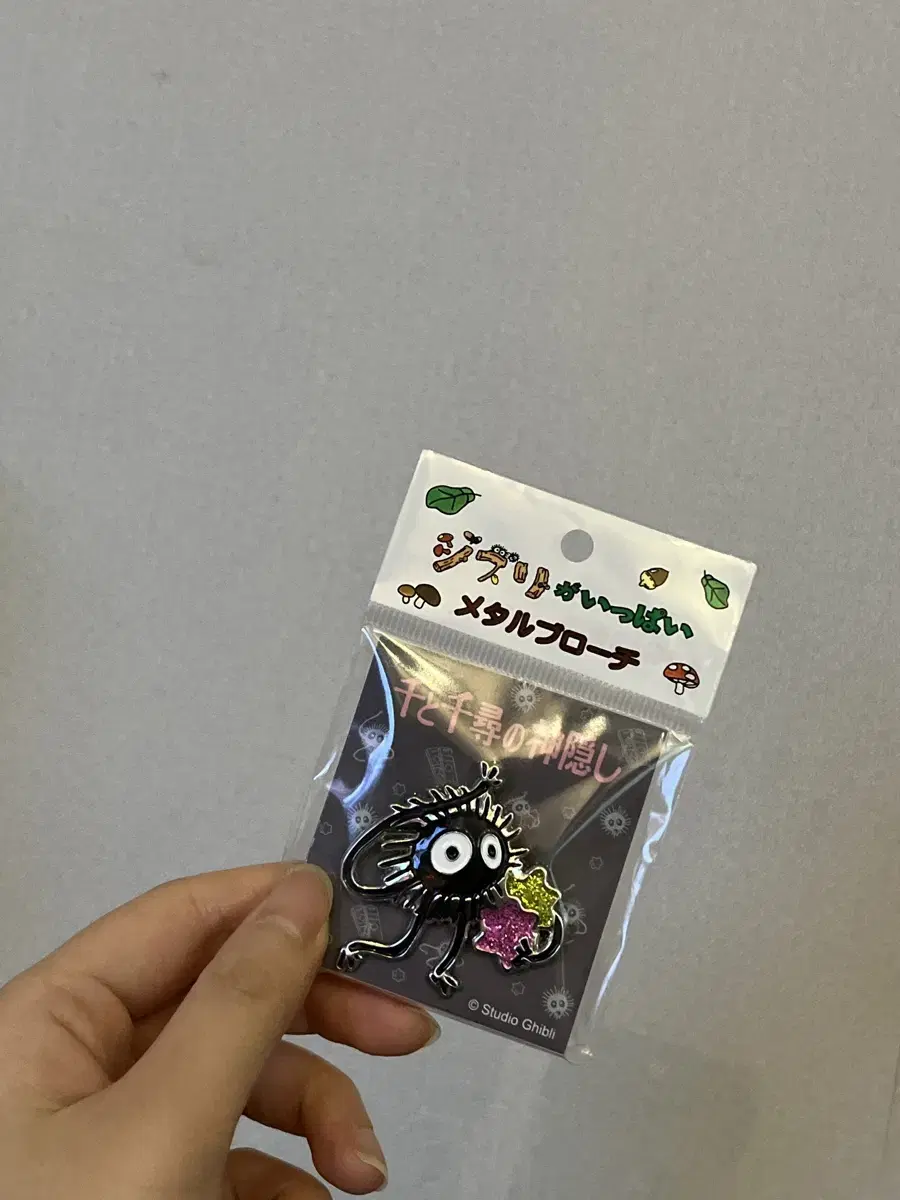 ジブリがいっぱい
メタルブローチ
千と千尋の神隠し
© Studio Ghibli